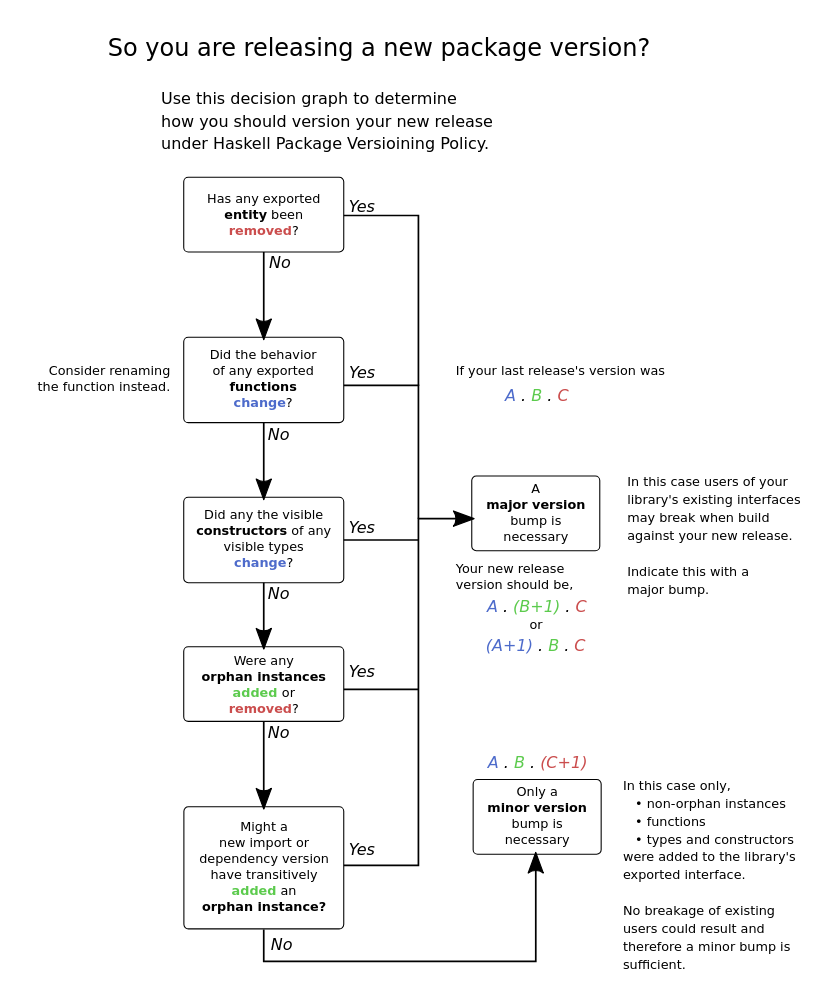 So you are releasing a new package version?
Use this decision graph to determine
how you should version your new release
under Haskell Package Versioining Policy.
Has any exported
entity been
removed?
Yes
No
Consider renaming
the function instead.
Did the behavior
of any exported
functions
change?
Yes
No
If your last release's version was
A . B . C
Did any the visible
constructors of any
visible types
change?
Yes
No
A
major version
bump is
necessary
In this case users of your
library's existing interfaces
may break when build
against your new release.
Indicate this with a
major bump.
Your new release
version should be,
A . (B+1) . C
or
(A+1) . B . C
Were any
orphan instances
added or
removed?
Yes
No
Might a
new import or
dependency version
have transitively
added an
orphan instance?
Yes
No
A . B . (C+1)
Only a
minor version
bump is
necessary
In this case only,
• non-orphan instances
• functions
• types and constructors
were added to the library's
exported interface.
No breakage of existing
users could result and
therefore a minor bump is
sufficient.